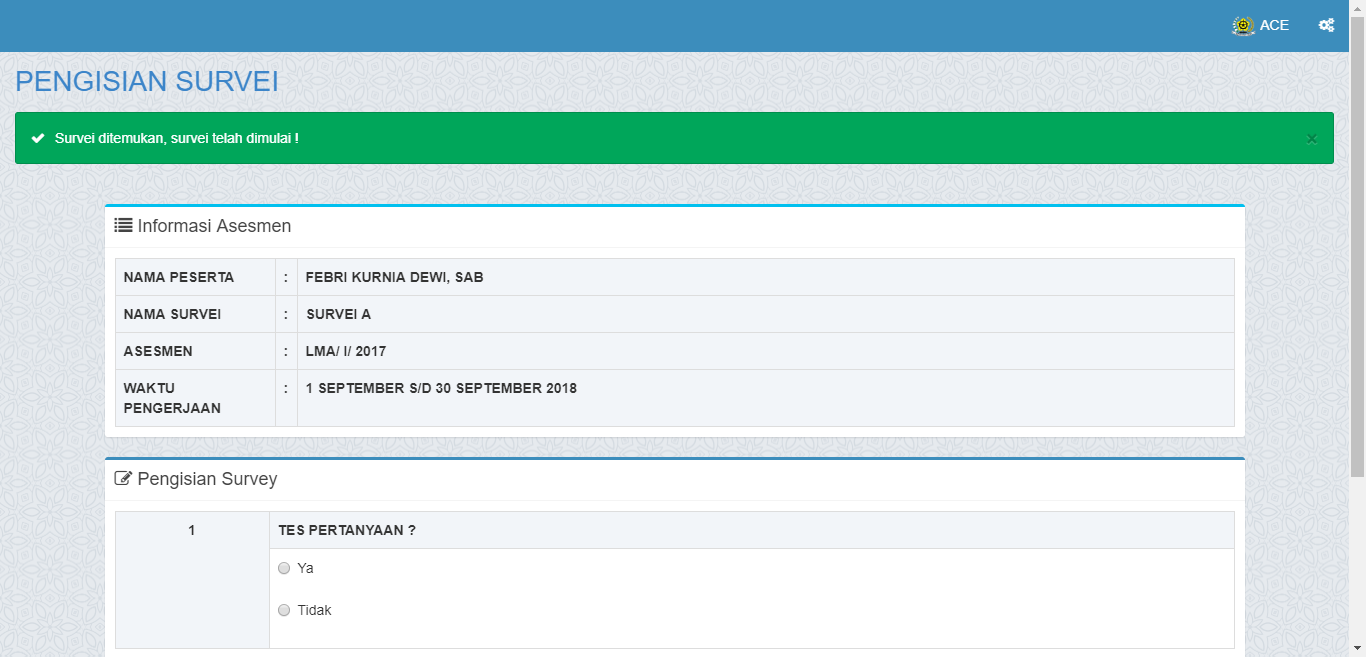 ACE
PENGISIAN SURVEI
Survei ditemukan, survei telah dimulai !
×
Informasi Asesmen
NAMA PESERTA : FEBRI KURNIA DEWI, SAB
NAMA SURVEI : SURVEI A
ASESMEN : LMA/ I/ 2017
WAKTU PENGERJAAN : 1 SEPTEMBER S/D 30 SEPTEMBER 2018
Pengisian Survey
1 TES PERTANYAAN ?
Ya
Tidak